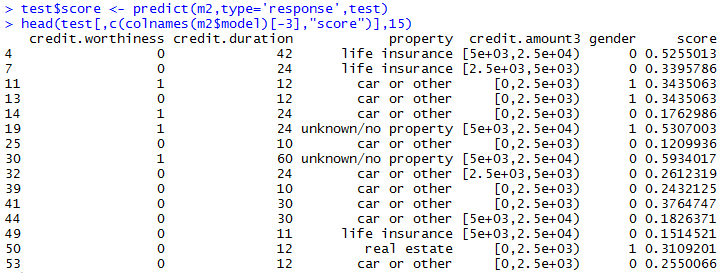 > test$score <- predict(m2,type='response',test)
> head(test[,c(colnames(m2$model)[-3],"score")],15)
credit.worthiness credit.duration property credit.amount3 gender score
4 0 42 life insurance [5e+03,2.5e+04) 0 0.5255013
7 0 24 life insurance [2.5e+03,5e+03) 0 0.3395786
11 1 12 car or other [0,2.5e+03) 1 0.3435063
13 0 12 car or other [0,2.5e+03) 1 0.3435063
14 1 24 car or other [0,2.5e+03) 0 0.1762986
19 1 24 unknown/no property [5e+03,2.5e+04) 1 0.5307003
25 0 10 car or other [0,2.5e+03) 0 0.1209936
30 1 60 unknown/no property [5e+03,2.5e+04) 0 0.5934017
32 0 24 car or other [2.5e+03,5e+03) 0 0.2612319
39 0 10 car or other [0,2.5e+03) 0 0.2432125
41 0 30 car or other [0,2.5e+03) 0 0.3764747
44 0 30 car or other [5e+03,2.5e+04) 0 0.1826371
49 0 11 life insurance [5e+03,2.5e+04) 0 0.1514521
50 0 12 real estate [0,2.5e+03) 1 0.3109201
53 0 12 car or other [0,2.5e+03) 0 0.2550066